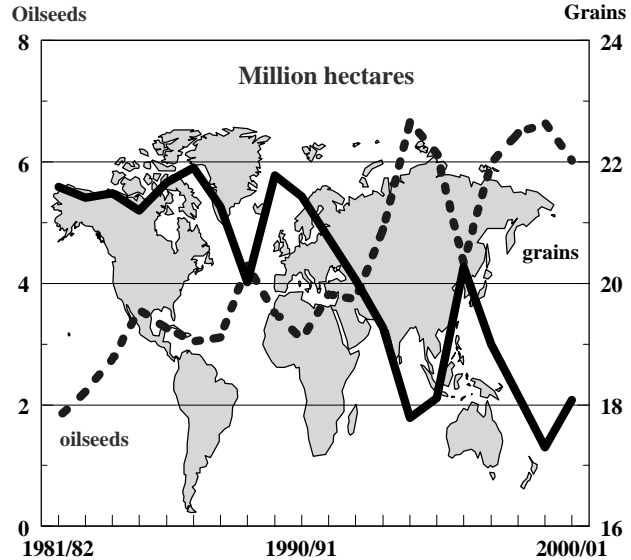 Oilseeds Grains
8 24
Million hectares
6 22
grains
4 20
2 18
oilseeds
0 16
1981/82 1990/91 2000/01